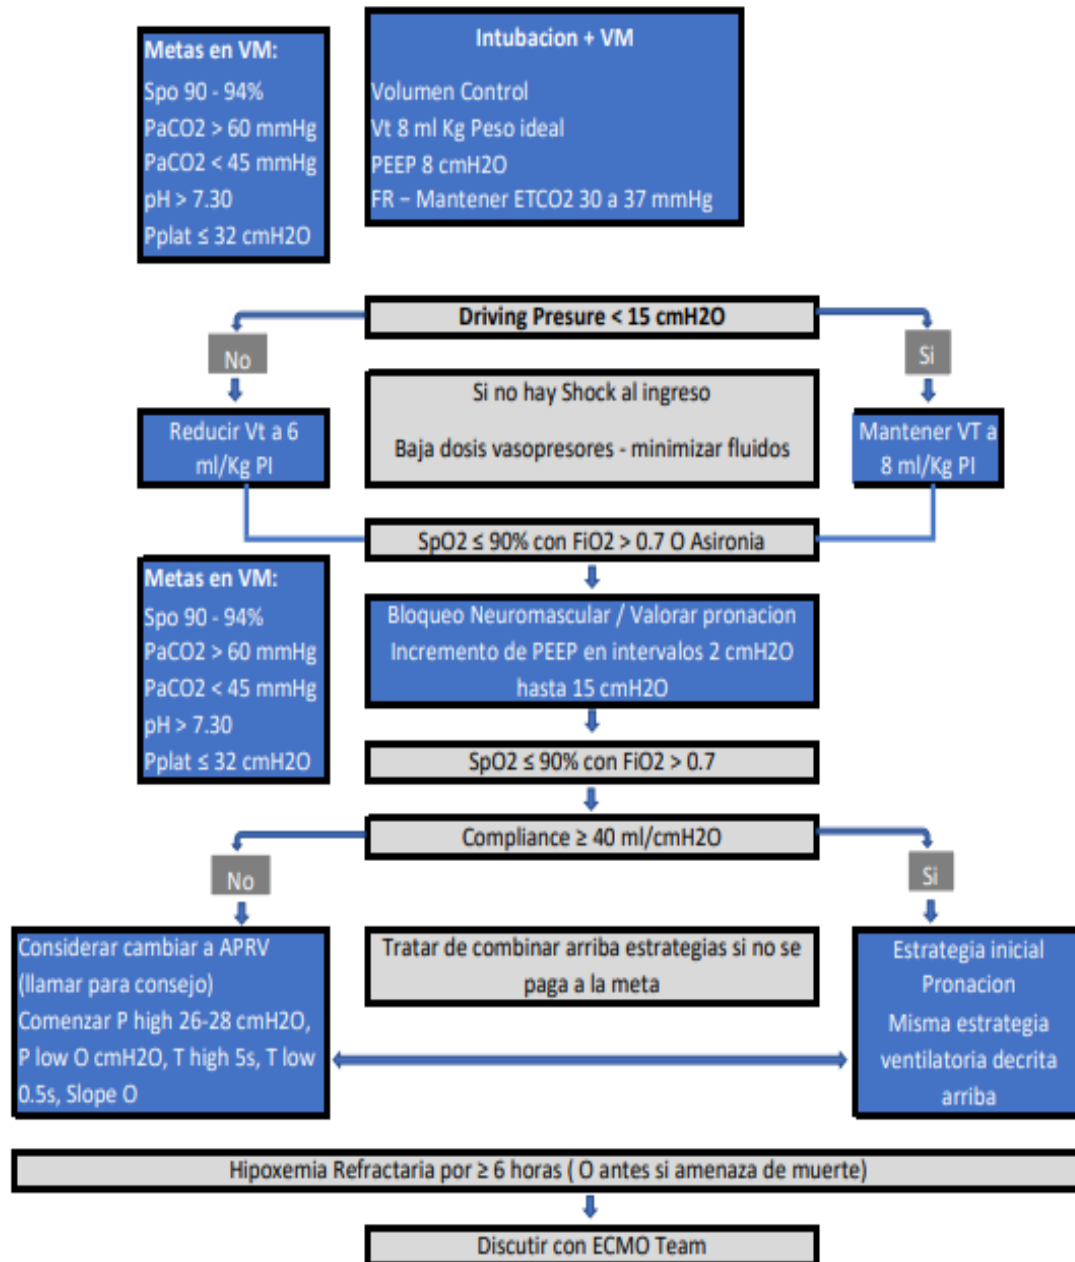 Metas en VM:
Spo 90 - 94%
PaCO2 > 60 mmHg
PaCO2 < 45 mmHg
pH > 7.30
Pplat ≤ 32 cmH2O
Intubacion + VM
Volumen Control
Vt 8 ml Kg Peso ideal
PEEP 8 cmH2O
FR – Mantener ETCO2 30 a 37 mmHg
Driving Presure < 15 cmH2O
No
Si
Reducir Vt a 6
ml/Kg PI
Si no hay Shock al ingreso
Baja dosis vasopresores - minimizar fluidos
Mantener VT a
8 ml/Kg PI
SpO2 ≤ 90% con FiO2 > 0.7 O Asironia
Metas en VM:
Spo 90 - 94%
PaCO2 > 60 mmHg
PaCO2 < 45 mmHg
pH > 7.30
Pplat ≤ 32 cmH2O
Bloqueo Neuromascular / Valorar pronacion
Incremento de PEEP en intervalos 2 cmH2O
hasta 15 cmH2O
SpO2 ≤ 90% con FiO2 > 0.7
Compliance ≥ 40 ml/cmH2O
No
Si
Considerar cambiar a APRV
(llamar para consejo)
Comenzar P high 26-28 cmH2O,
P low O cmH2O, T high 5s, T low
0.5s, Slope O
Tratar de combinar arriba estrategias si no se
paga a la meta
Estrategia inicial
Pronacion
Misma estrategia
ventilatoria decrita
arriba
Hipoxemia Refractaria por ≥ 6 horas ( O antes si amenaza de muerte)
Discutir con ECMO Team